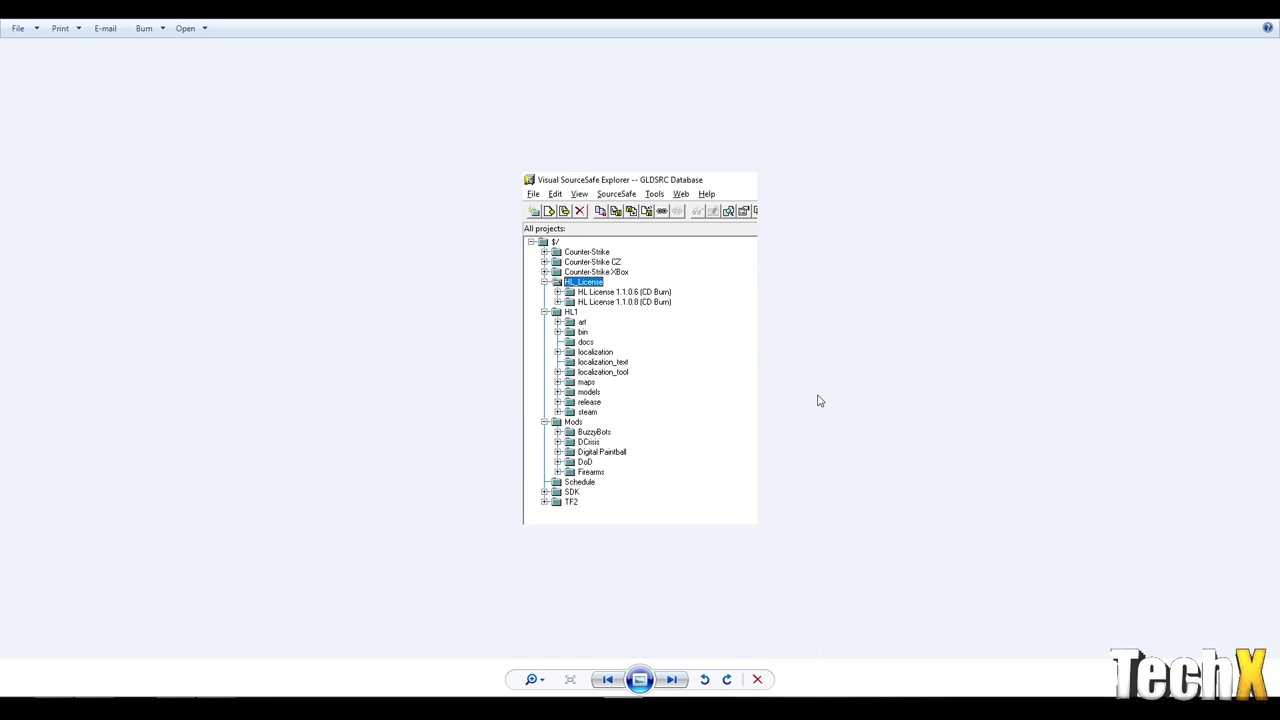 File Print E-mail Burn Open
Visual SourceSafe Explorer -- GLDSRC Database
File Edit View SourceSafe Tools Web Help
All projects:
$/
Counter-Strike
Counter-Strike CZ
Counter-Strike XBox
HL_License
HL License 1.1.0.6 (CD Burn)
HL License 1.1.0.8 (CD Burn)
HL1
art
bin
docs
localization
localization_text
localization_tool
maps
models
release
steam
Mods
BuzzyBots
DCrisis
Digital Paintball
DoD
Firearms
Schedule
SDK
TF2
TechX